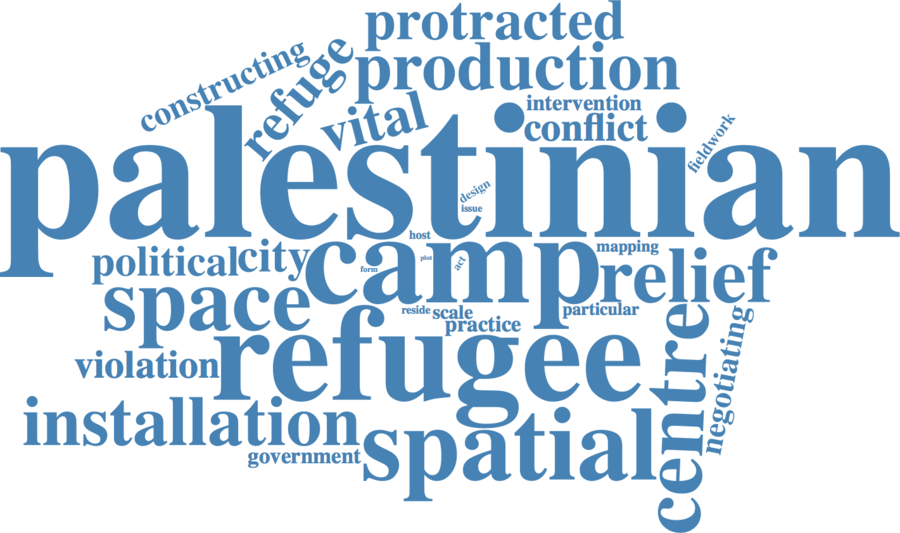 protracted
constructing
refuge
production
vital
intervention
conflict
fieldwork
palestinian
design
issue
host
political
city
camp
form
plot
act
mapping
relief
space
reside
scale
particular
practice
centre
negotiating
violation
refugee
installation
government
spatial